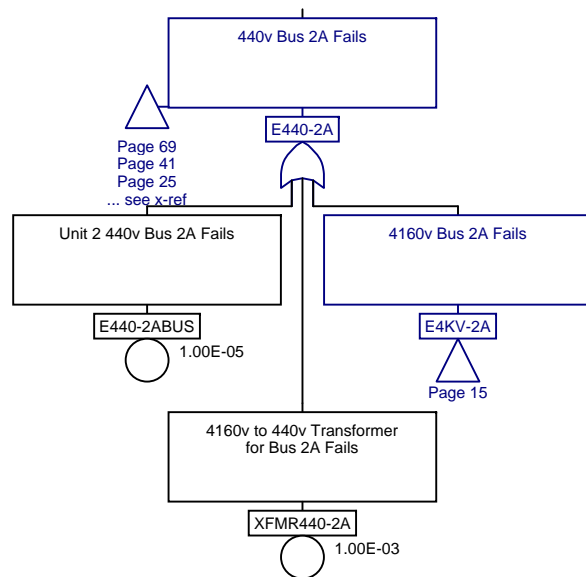 440v Bus 2A Fails
E440-2A
Page 69
Page 41
Page 25
... see x-ref
Unit 2 440v Bus 2A Fails
E440-2ABUS
1.00E-05
4160v Bus 2A Fails
E4KV-2A
Page 15
4160v to 440v Transformer
for Bus 2A Fails
XFMR440-2A
1.00E-03